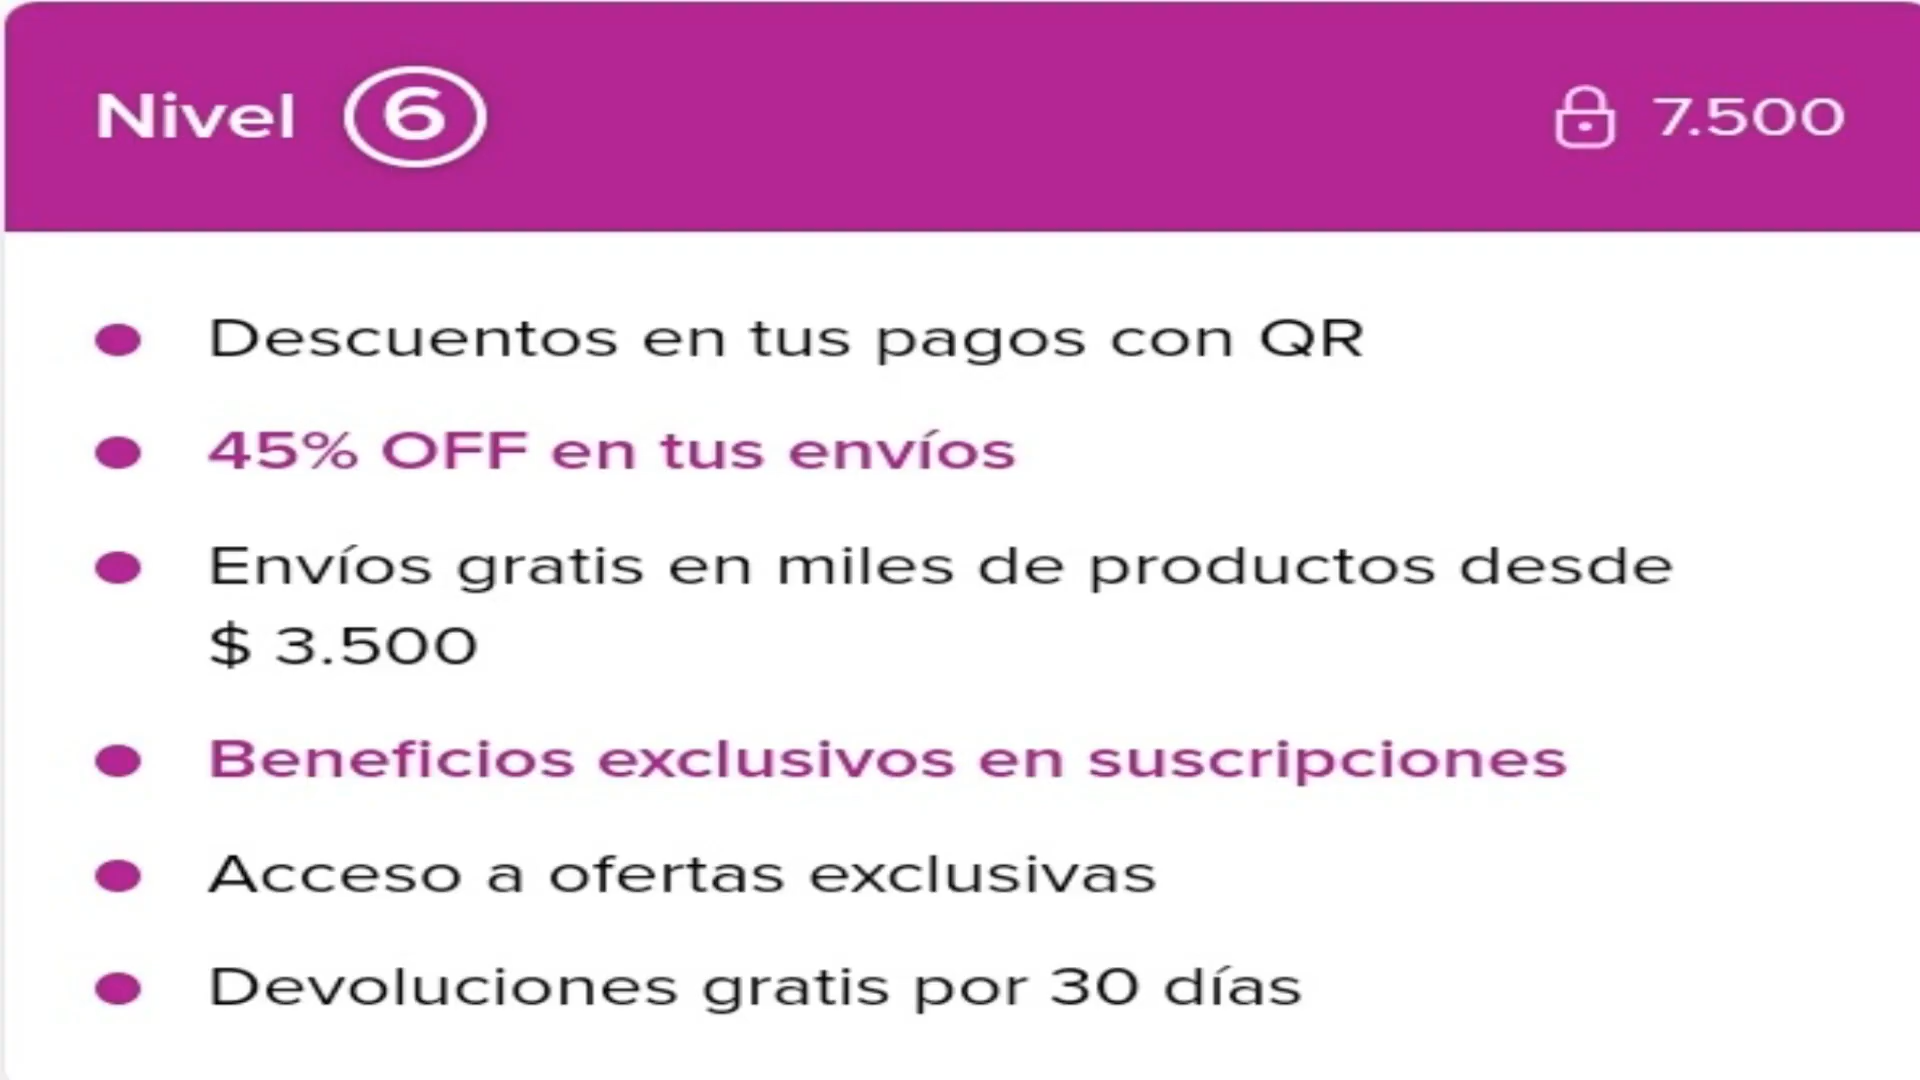 Nivel 6 7.500
Descuentos en tus pagos con QR
45% OFF en tus envíos
Envíos gratis en miles de productos desde
$ 3.500
Beneficios exclusivos en suscripciones
Acceso a ofertas exclusivas
Devoluciones gratis por 30 días